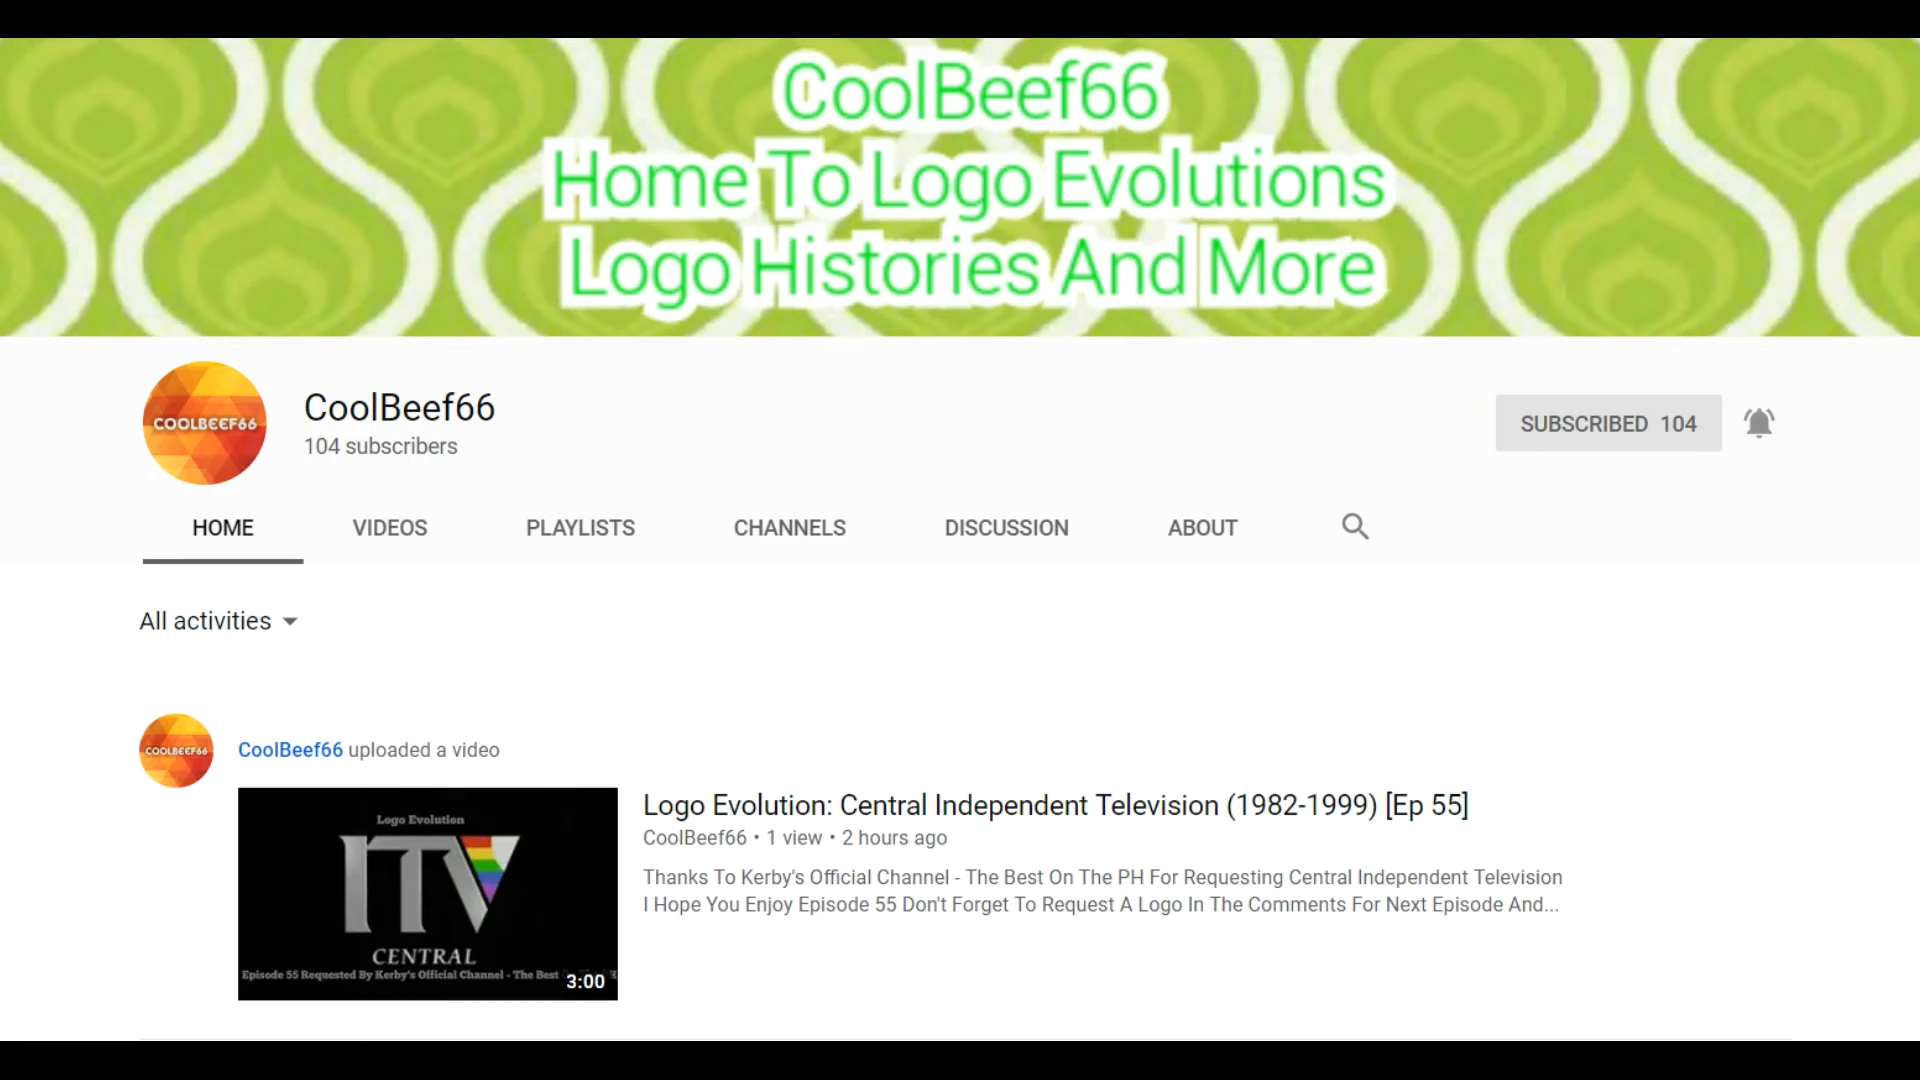 CoolBeef66
Home To Logo Evolutions
Logo Histories And More
COOLBEEF66
CoolBeef66
104 subscribers
SUBSCRIBED 104
HOME VIDEOS PLAYLISTS CHANNELS DISCUSSION ABOUT
All activities
COOLBEEF66
CoolBeef66 uploaded a video
Logo Evolution
ITV
CENTRAL
Episode 55 Requested By Kerby's Official Channel - The Best
3:00
Logo Evolution: Central Independent Television (1982-1999) [Ep 55]
CoolBeef66 • 1 view • 2 hours ago
Thanks To Kerby's Official Channel - The Best On The PH For Requesting Central Independent Television
I Hope You Enjoy Episode 55 Don't Forget To Request A Logo In The Comments For Next Episode And...